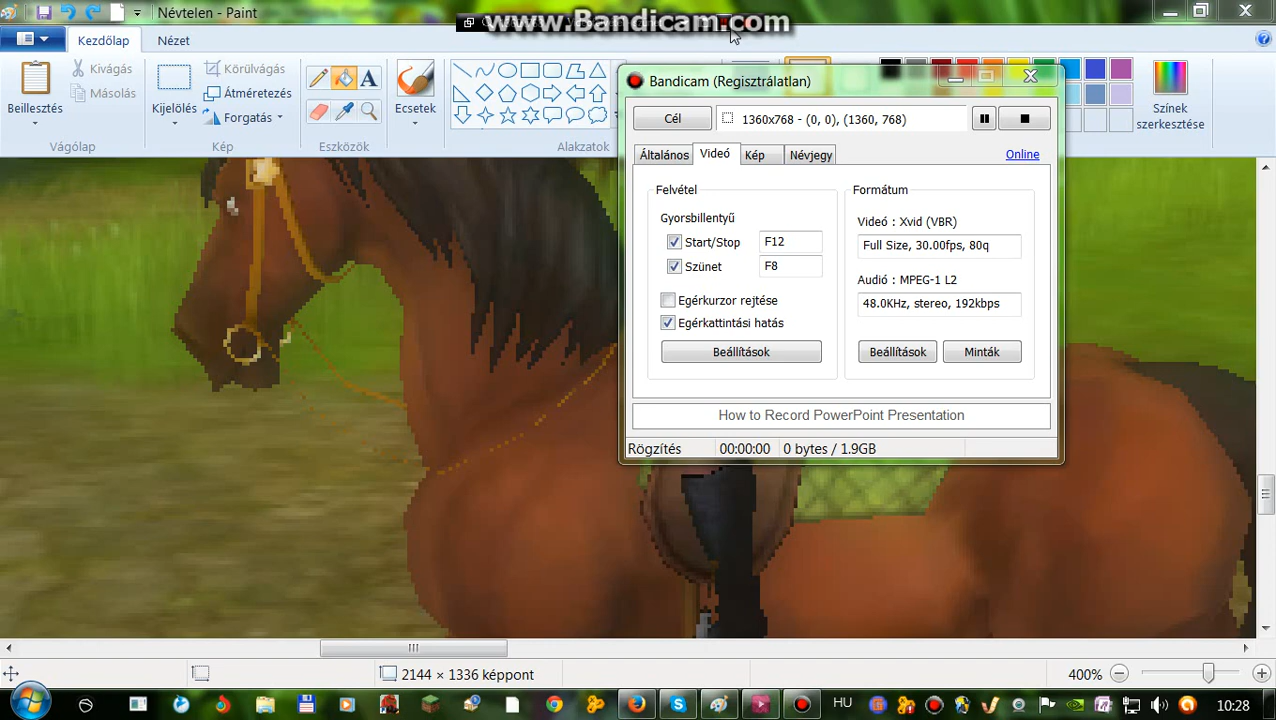 Névtelen - Paint
www.Bandicam.com
Kezdőlap
Nézet
Beillesztés
Kivágás
Másolás
Vágólap
Kijelölés
Körülvágás
Átméretezés
Forgatás
Kép
A
Eszközök
Ecsetek
Alakzatok
Színek
szerkesztése
Bandicam (Regisztrálatlan)
Cél
1360x768 - (0, 0), (1360, 768)
Általános
Videó
Kép
Névjegy
Online
Felvétel
Gyorsbillentyű
Start/Stop
F12
Szünet
F8
Egérkurzor rejtése
Egérkattintási hatás
Beállítások
Formátum
Videó : Xvid (VBR)
Full Size, 30.00fps, 80q
Audió : MPEG-1 L2
48.0KHz, stereo, 192kbps
Beállítások
Minták
How to Record PowerPoint Presentation
Rögzítés
00:00:00
0 bytes / 1.9GB
2144 × 1336 képpont
400%
HU
10:28